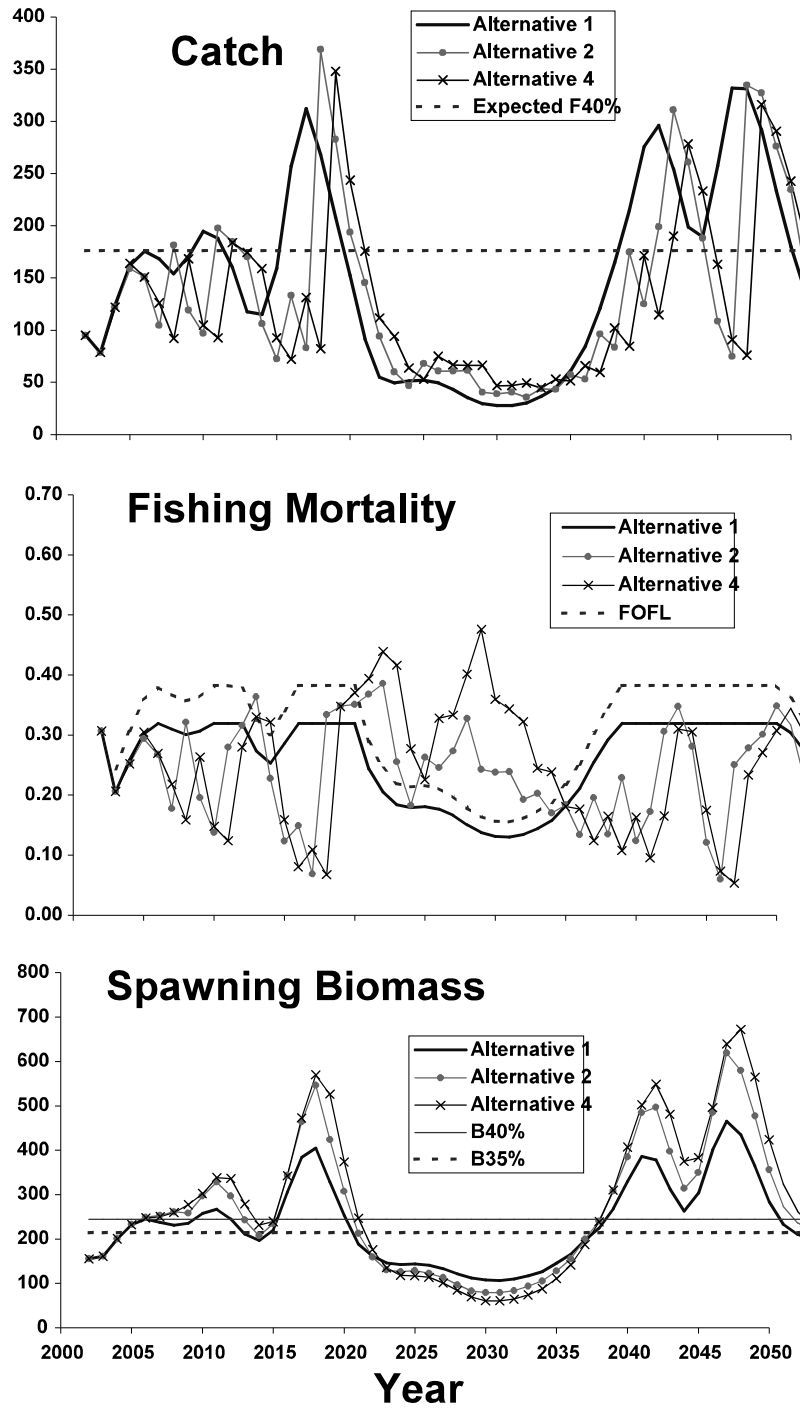 Catch
400
350
300
250
200
150
100
50
0
Alternative 1
Alternative 2
Alternative 4
Expected F40%
Fishing Mortality
0.70
0.60
0.50
0.40
0.30
0.20
0.10
0.00
Alternative 1
Alternative 2
Alternative 4
FOFL
Spawning Biomass
800
700
600
500
400
300
200
100
0
Alternative 1
Alternative 2
Alternative 4
B40%
B35%
2000 2005 2010 2015 2020 2025 2030 2035 2040 2045 2050
Year